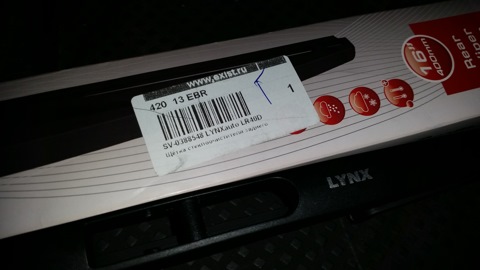 www.exist.ru
420 13 EBR
1
SV-0388548 LYNXauto LR40D
Щетка стеклоочистителя заднего
16"
400mm
Rear
LYNX